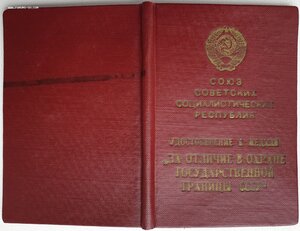 СОЮЗ
СОВЕТСКИХ
СОЦИАЛИСТИЧЕСКИХ
РЕСПУБЛИК
УДОСТОВЕРЕНИЕ К МЕДАЛИ
„ЗА ОТЛИЧИЕ В ОХРАНЕ
ГОСУДАРСТВЕННОЙ
ГРАНИЦЫ СССР“